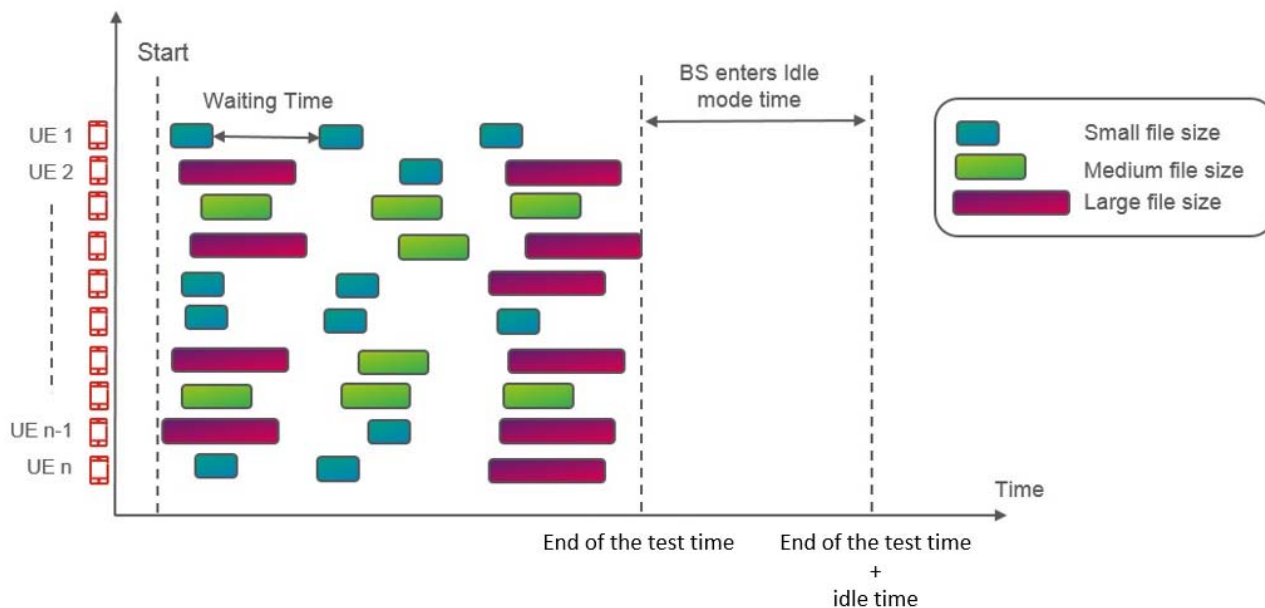 Start
BS enters Idle
mode time
Waiting Time
UE 1
UE 2
UE n-1
UE n
Small file size
Medium file size
Large file size
Time
End of the test time
End of the test time
+
idle time